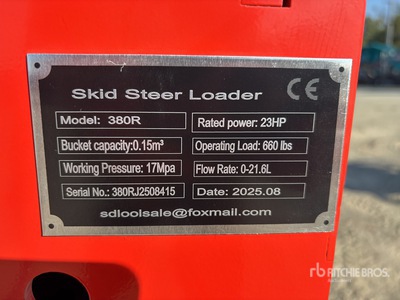 Skid Steer Loader CE
Model: 380R
Rated power: 23HP
Bucket capacity:0.15m³
Operating Load: 660 lbs
Working Pressure: 17Mpa
Flow Rate: 0-21.6L
Serial No.: 380RJ2508415
Date: 2025.08
sdloolsale@foxmail.com
rb RITCHIE BROS.